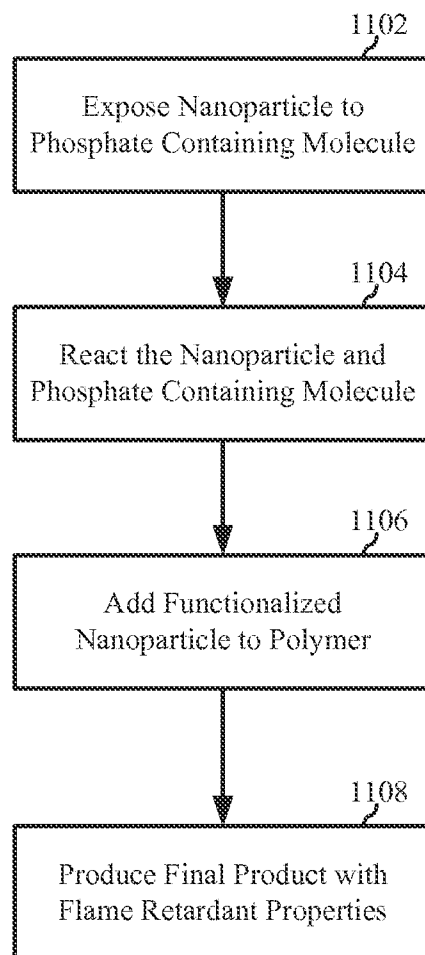 1102
Expose Nanoparticle to
Phosphate Containing Molecule
1104
React the Nanoparticle and
Phosphate Containing Molecule
1106
Add Functionalized
Nanoparticle to Polymer
1108
Produce Final Product with
Flame Retardant Properties